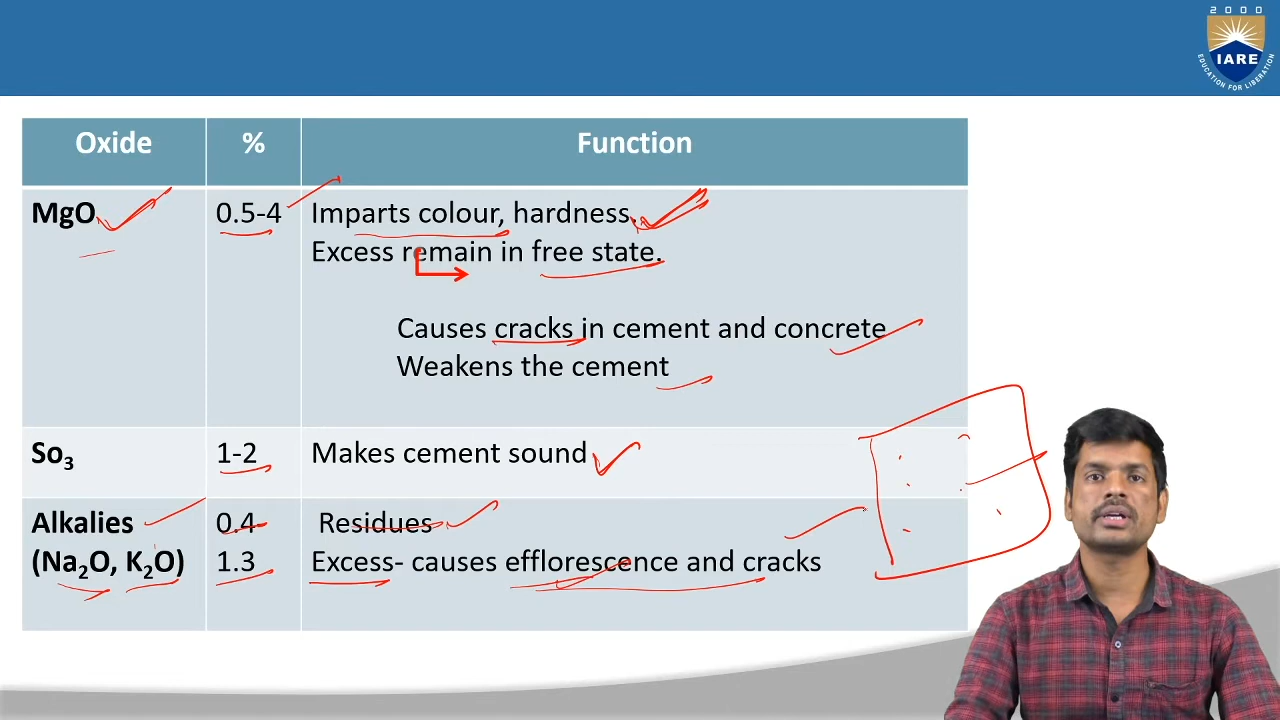 2000
IARE
EDUCATION FOR LIBERATION
Oxide % Function
MgO 0.5-4 Imparts colour, hardness.
Excess remain in free state.
Causes cracks in cement and concrete
Weakens the cement
So₃ 1-2 Makes cement sound
Alkalies 0.4 Residues
(Na₂O, K₂O) 1.3 Excess- causes efflorescence and cracks